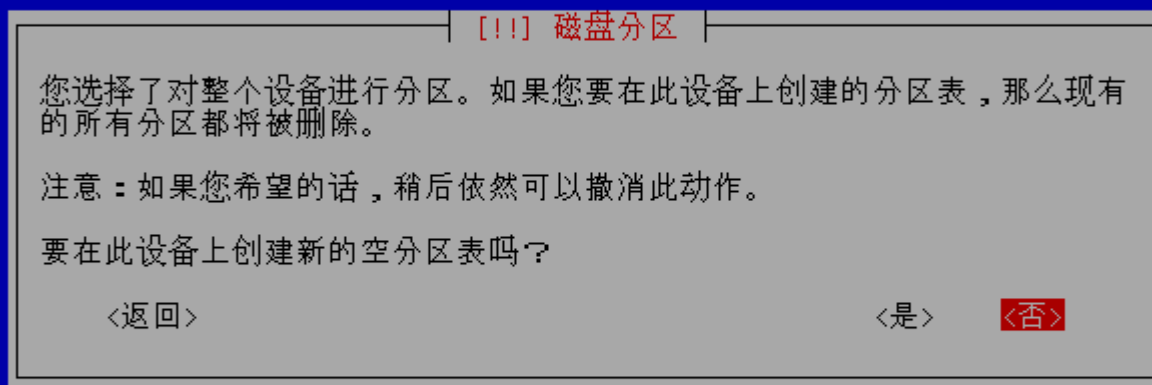 [!!] 磁盘分区
您选择了对整个设备进行分区。如果您要在此设备上创建的分区表，那么现有
的所有分区都将被删除。
注意：如果您希望的话，稍后依然可以撤消此动作。
要在此设备上创建新的空分区表吗？
<返回> <是> <否>